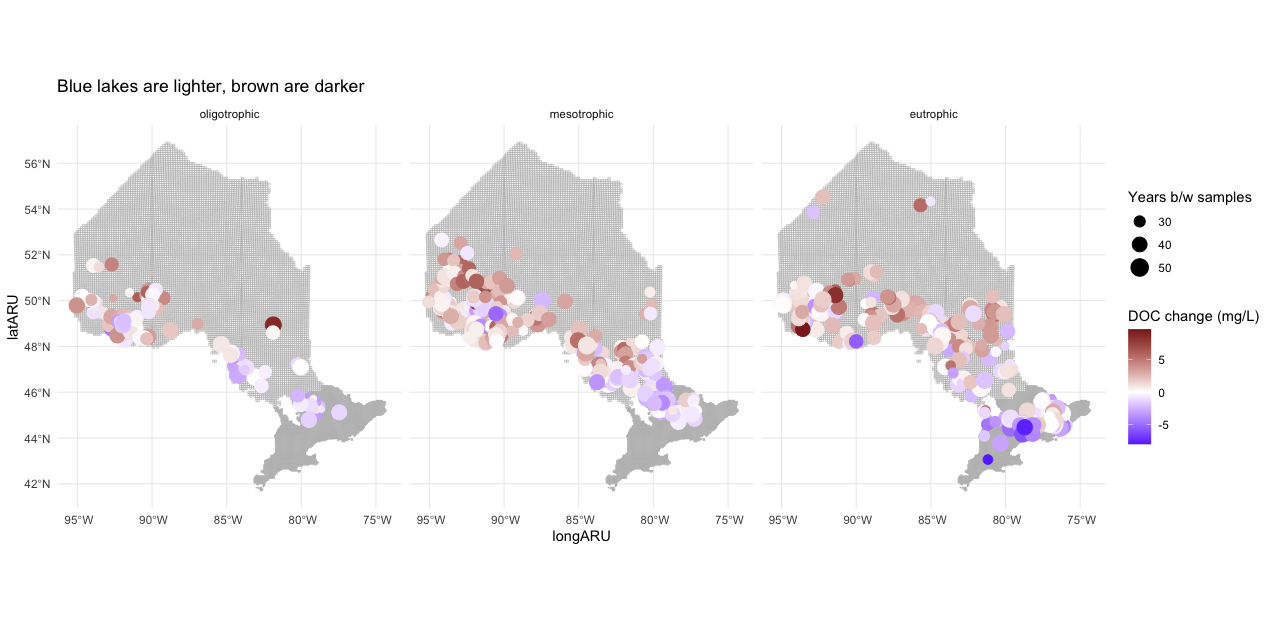 Blue lakes are lighter, brown are darker
oligotrophic
mesotrophic
eutrophic
56°N
54°N
52°N
50°N
48°N
46°N
44°N
42°N
latARU
95°W 90°W 85°W 80°W 75°W
95°W 90°W 85°W 80°W 75°W
95°W 90°W 85°W 80°W 75°W
longARU
Years b/w samples
30
40
50
DOC change (mg/L)
5
0
-5